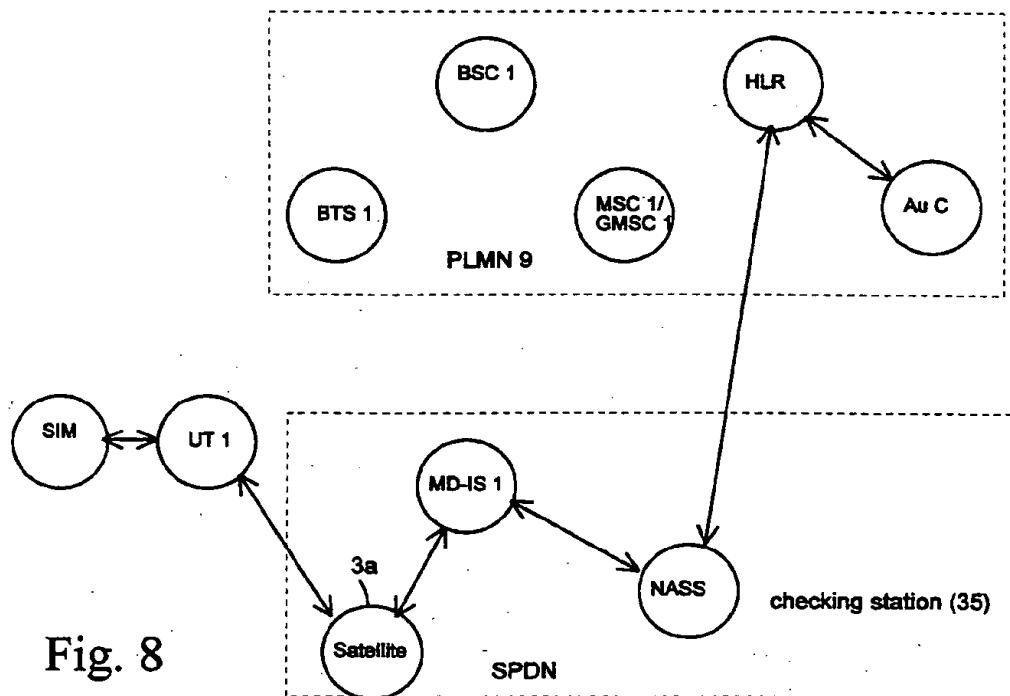 BSC 1
HLR
BTS 1
MSC 1/
GMSC 1
Au C
PLMN 9
SIM
UT 1
MD-IS 1
3a
NASS
checking station (35)
Satellite
SPDN
Fig. 8